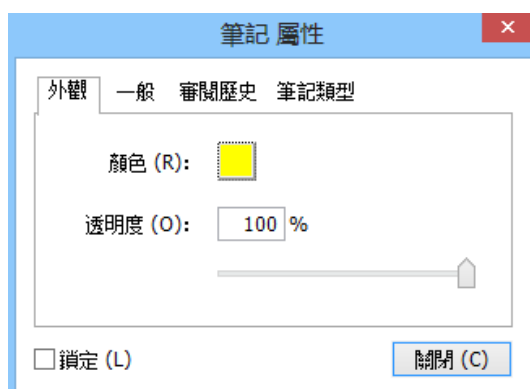 筆記 屬性
外觀 一般 審閱歷史 筆記類型
顏色 (R):
透明度 (O): 100 %
鎖定 (L) 關閉 (C)